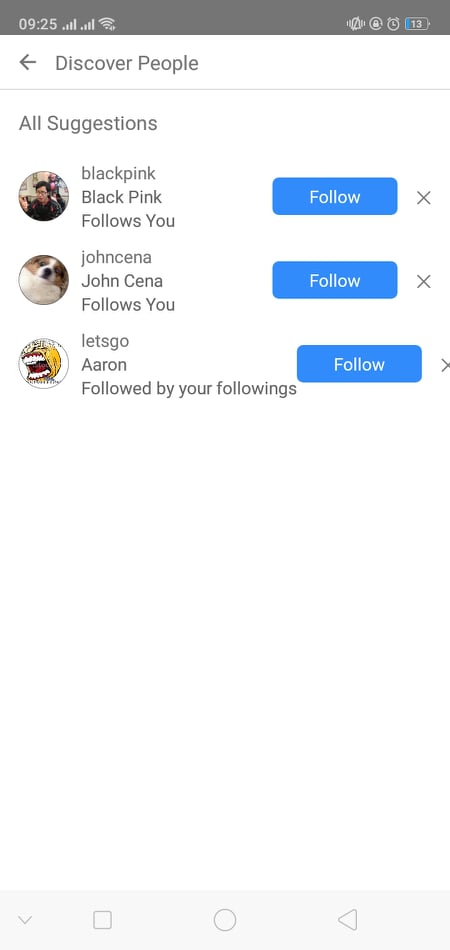 09:25
13
Discover People
All Suggestions
blackpink
Black Pink
Follows You
Follow
johncena
John Cena
Follows You
Follow
letsgo
Aaron
Followed by your followings
Follow